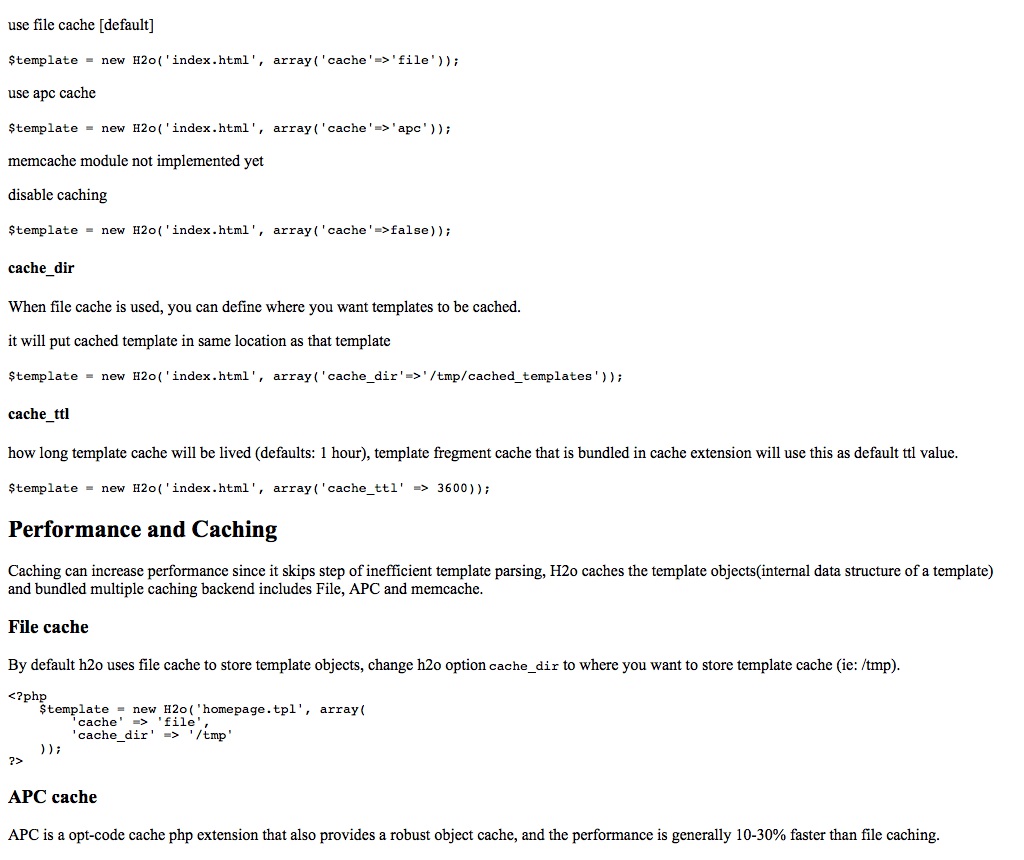 use file cache [default]
$template = new H2o('index.html', array('cache'=>'file'));
use apc cache
$template = new H2o('index.html', array('cache'=>'apc'));
memcache module not implemented yet
disable caching
$template = new H2o('index.html', array('cache'=>false));
cache_dir
When file cache is used, you can define where you want templates to be cached.
it will put cached template in same location as that template
$template = new H2o('index.html', array('cache_dir'=>'/tmp/cached_templates'));
cache_ttl
how long template cache will be lived (defaults: 1 hour), template fregment cache that is bundled in cache extension will use this as default ttl value.
$template = new H2o('index.html', array('cache_ttl' => 3600));
Performance and Caching
Caching can increase performance since it skips step of inefficient template parsing, H2o caches the template objects(internal data structure of a template)
and bundled multiple caching backend includes File, APC and memcache.
File cache
By default h2o uses file cache to store template objects, change h2o option cache_dir to where you want to store template cache (ie: /tmp).
<?php
    $template = new H2o('homepage.tpl', array(
        'cache' => 'file',
        'cache_dir' => '/tmp'
    ));
?>
APC cache
APC is a opt-code cache php extension that also provides a robust object cache, and the performance is generally 10-30% faster than file caching.